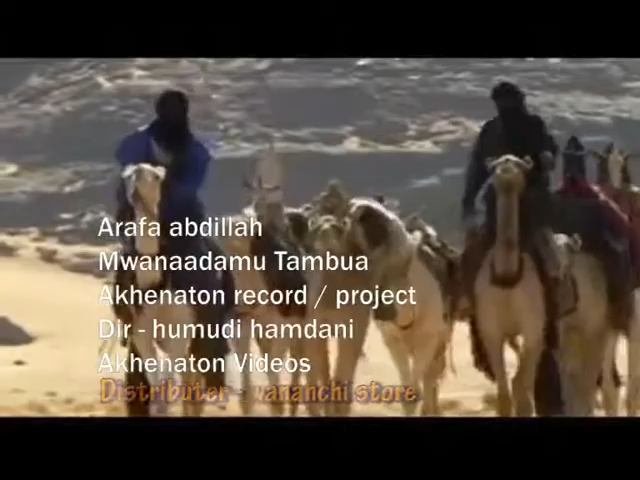 Arafa abdillah
Mwanaadamu Tambua
Akhenaton record / project
Dir - humudi hamdani
Akhenaton Videos
Distributer - wananchi store